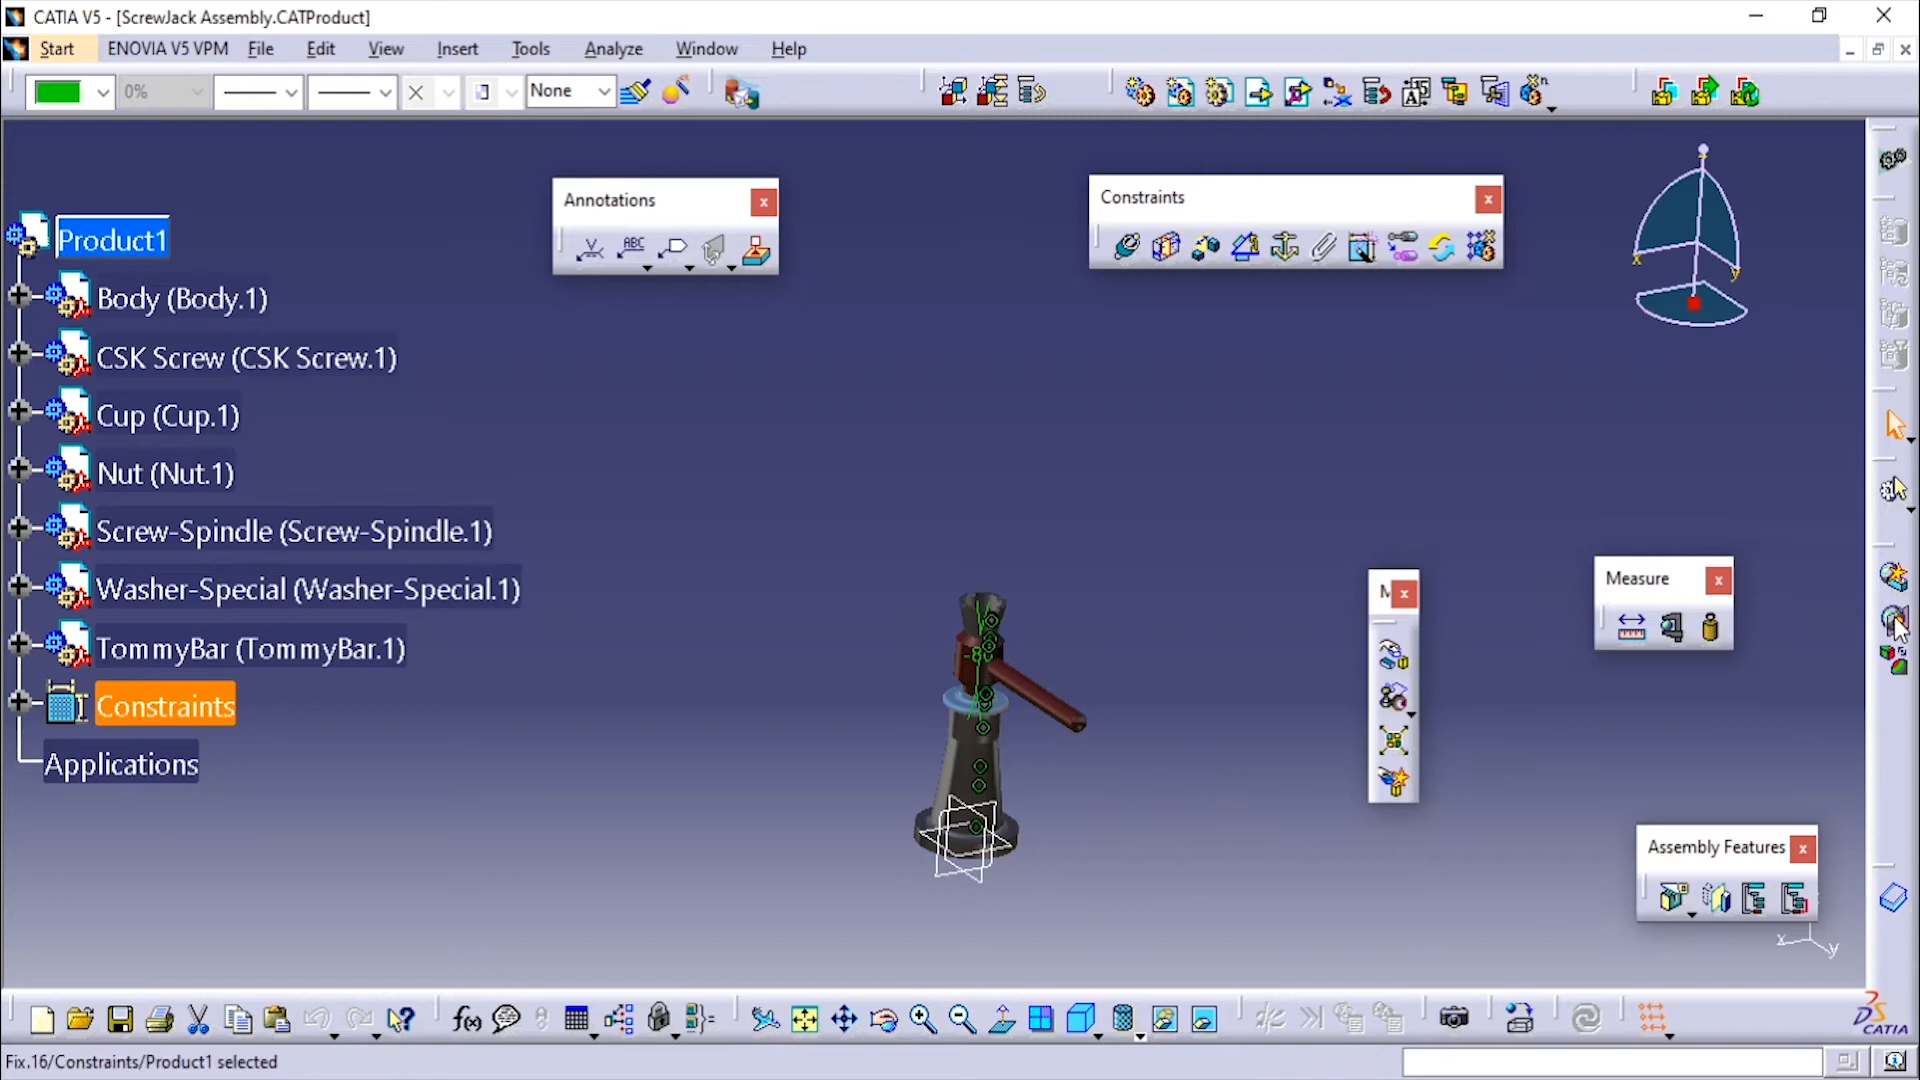 CATIA V5 - [ScrewJack Assembly.CATProduct]
Start ENOVIA V5 VPM File Edit View Insert Tools Analyze Window Help
0% None
Annotations
ABC
Constraints
Product1
Body (Body.1)
CSK Screw (CSK Screw.1)
Cup (Cup.1)
Nut (Nut.1)
Screw-Spindle (Screw-Spindle.1)
Washer-Special (Washer-Special.1)
TommyBar (TommyBar.1)
Constraints
Applications
Measure
Assembly Features
x y
f(x)
CATIA
Fix.16/Constraints/Product1 selected